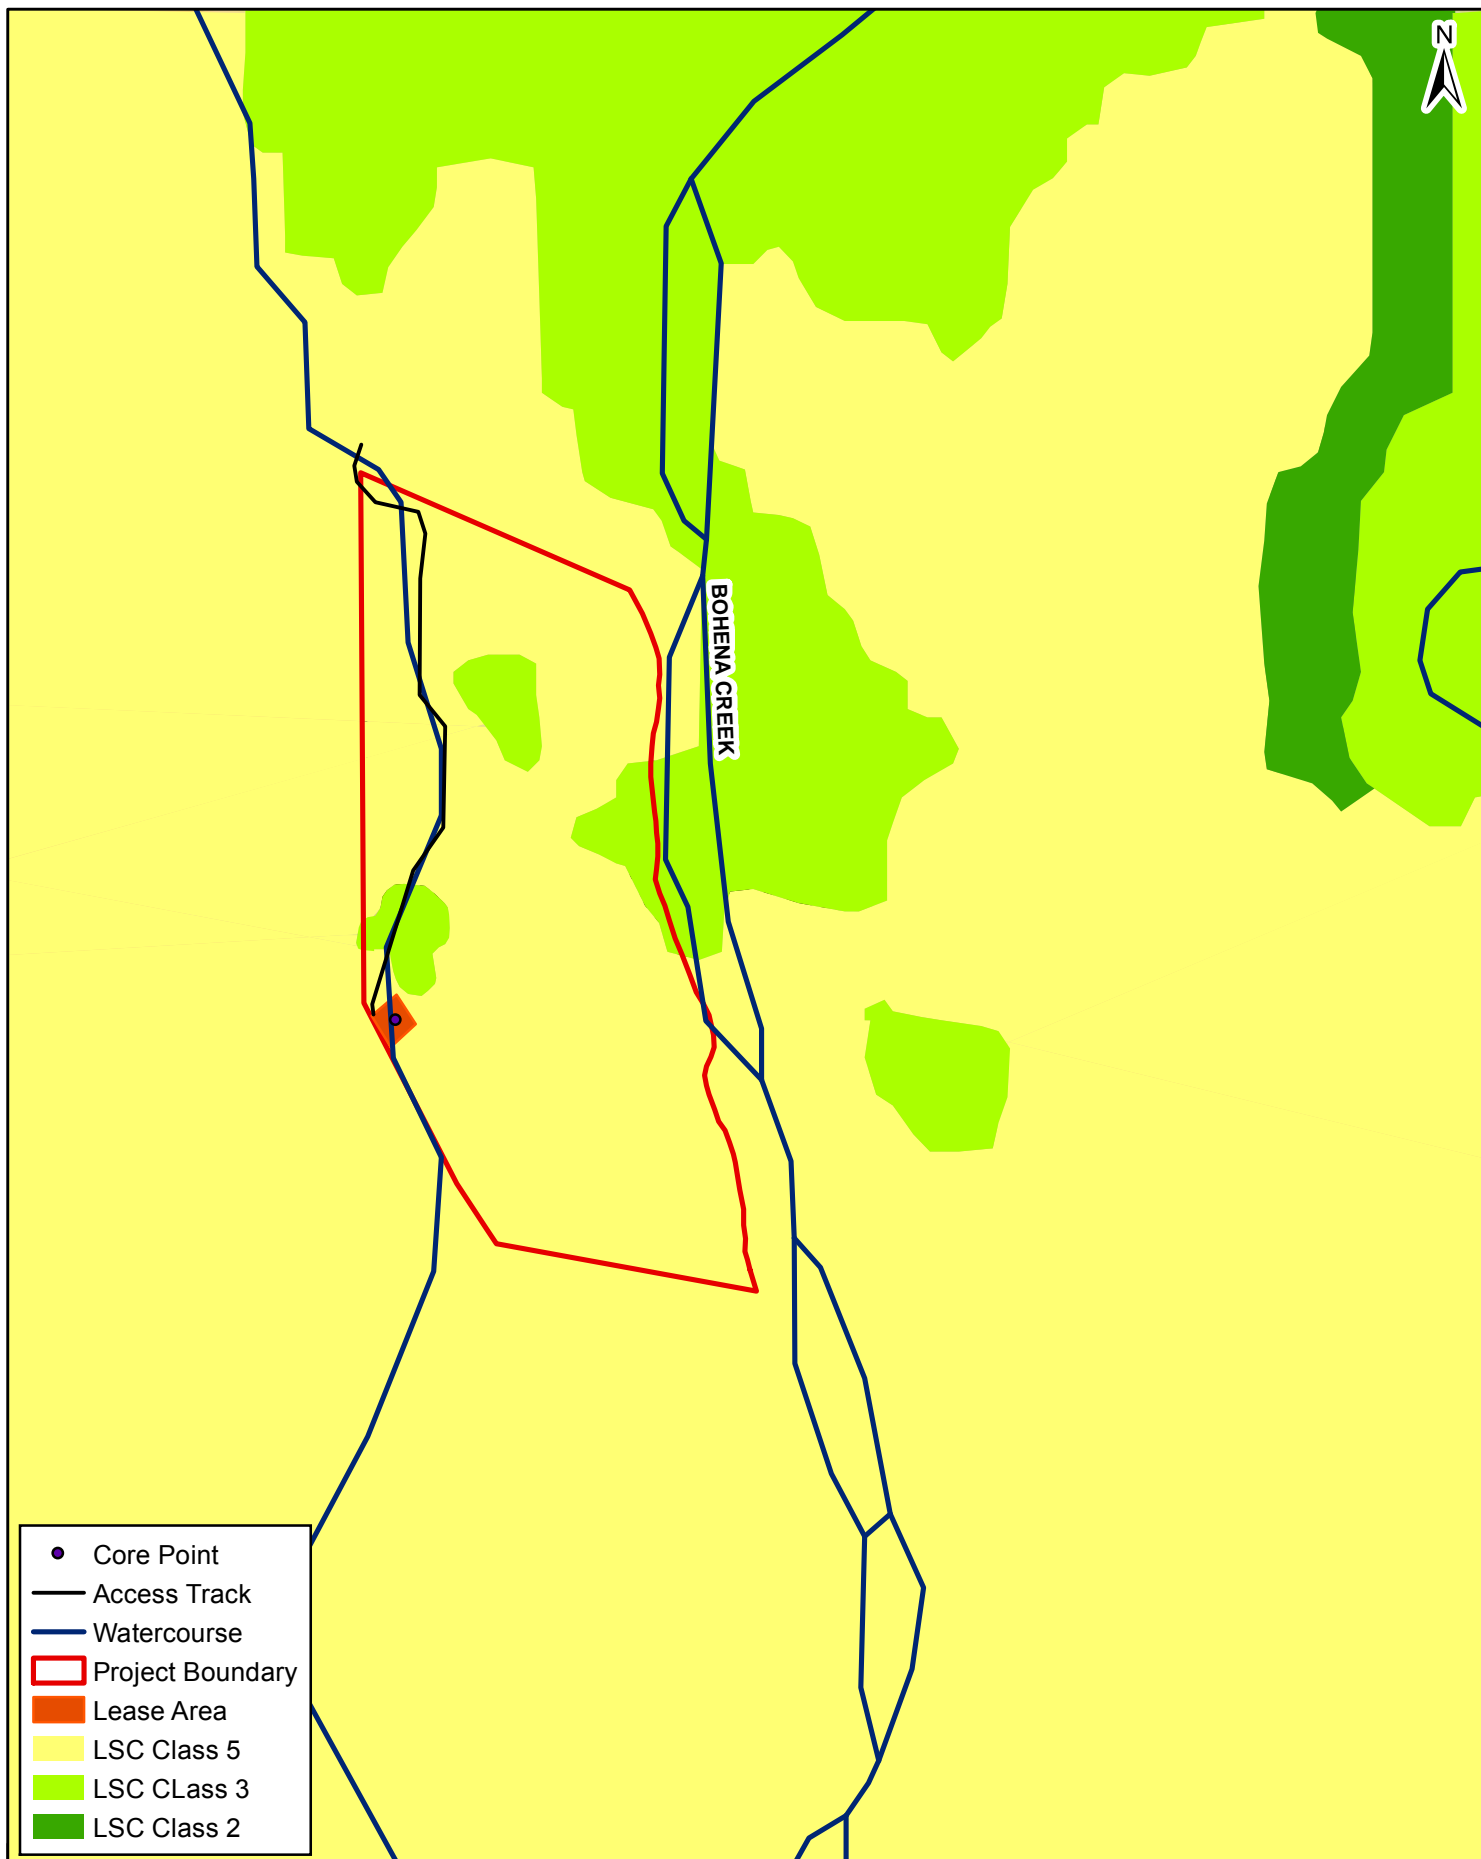 N
BOHENA CREEK
Core Point
Access Track
Watercourse
Project Boundary
Lease Area
LSC Class 5
LSC CLass 3
LSC Class 2